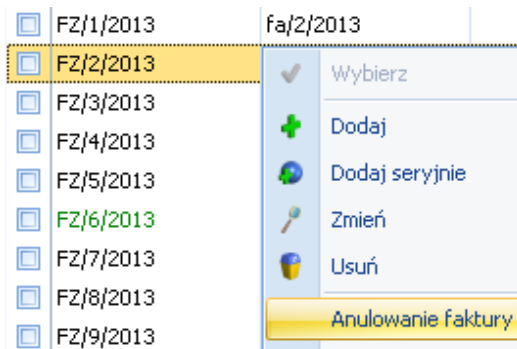 FZ/1/2013 fa/2/2013
FZ/2/2013
Wybierz
FZ/3/2013
Dodaj
FZ/4/2013
Dodaj seryjnie
FZ/5/2013
FZ/6/2013
Zmień
FZ/7/2013
Usuń
FZ/8/2013
Anulowanie faktury
FZ/9/2013